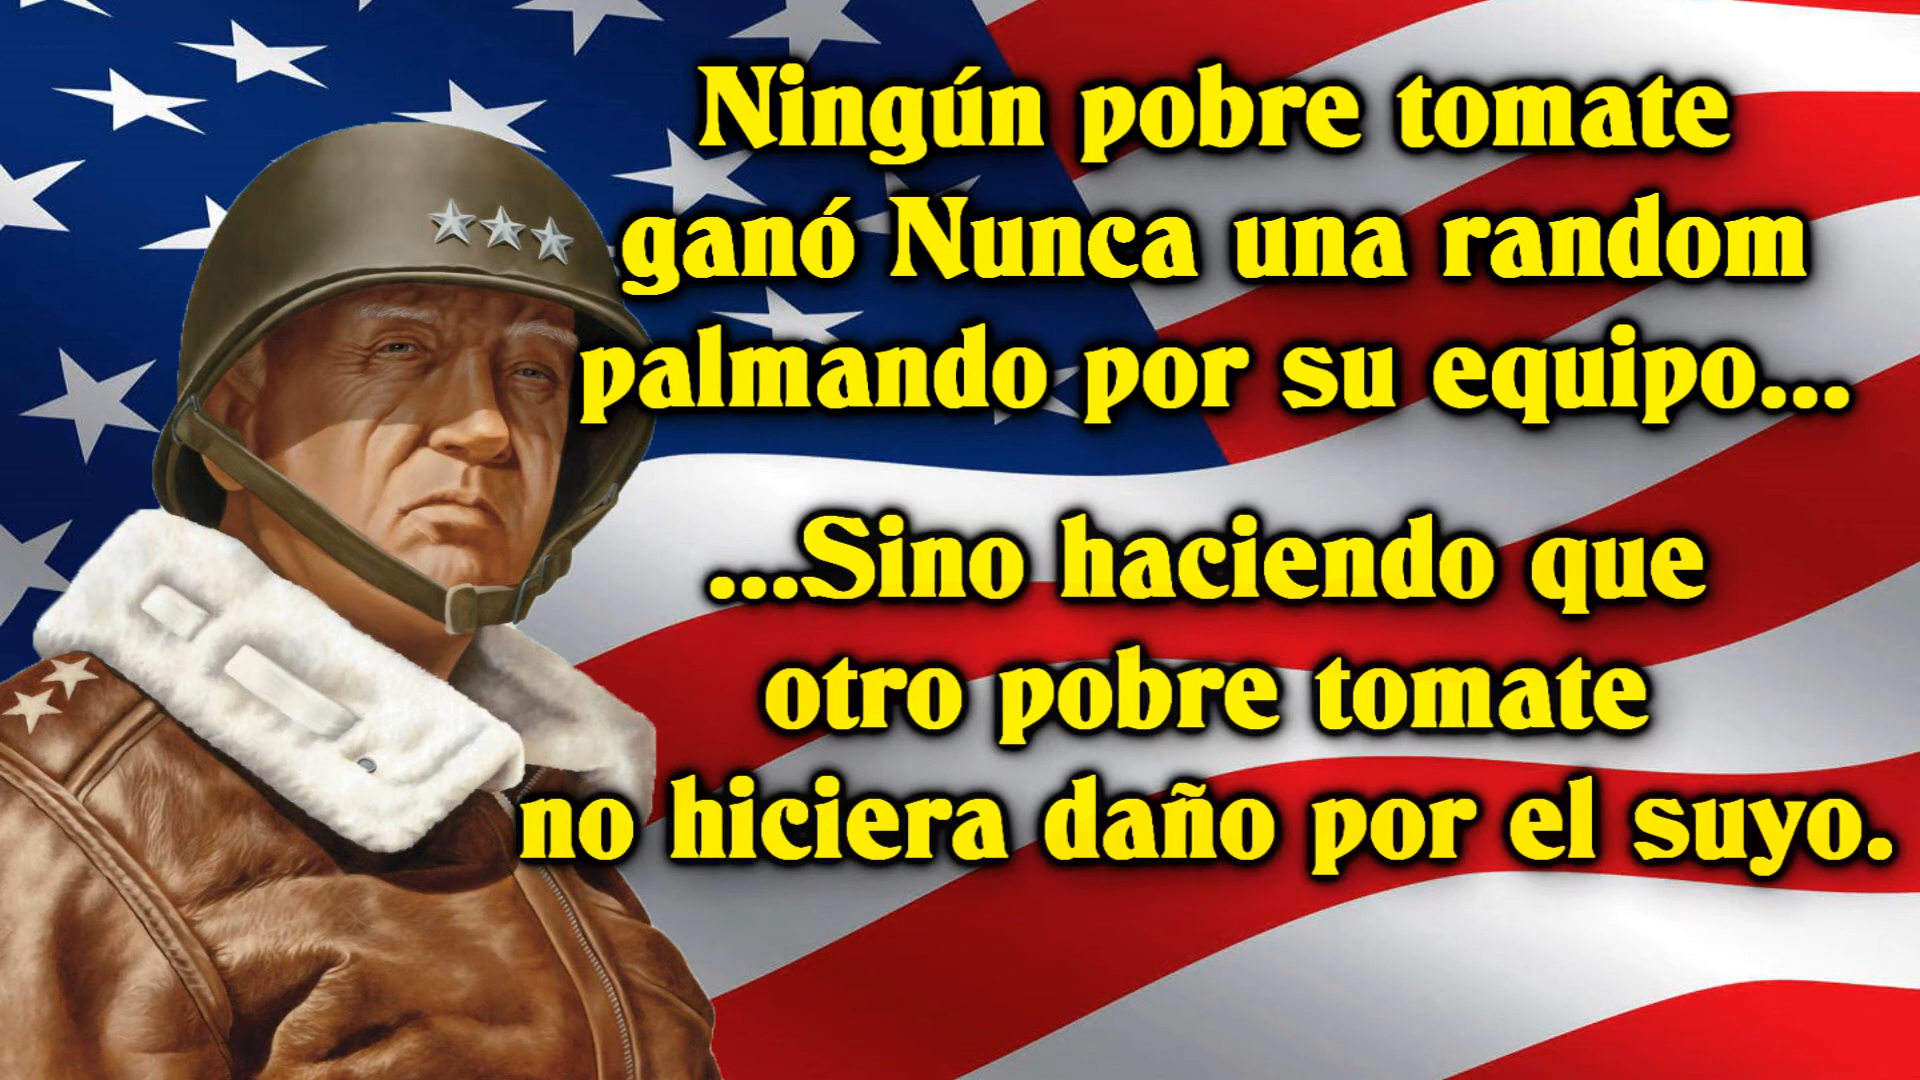 Ningún pobre tomate
ganó Nunca una random
palmando por su equipo...
...Sino haciendo que
otro pobre tomate
no hiciera daño por el suyo.